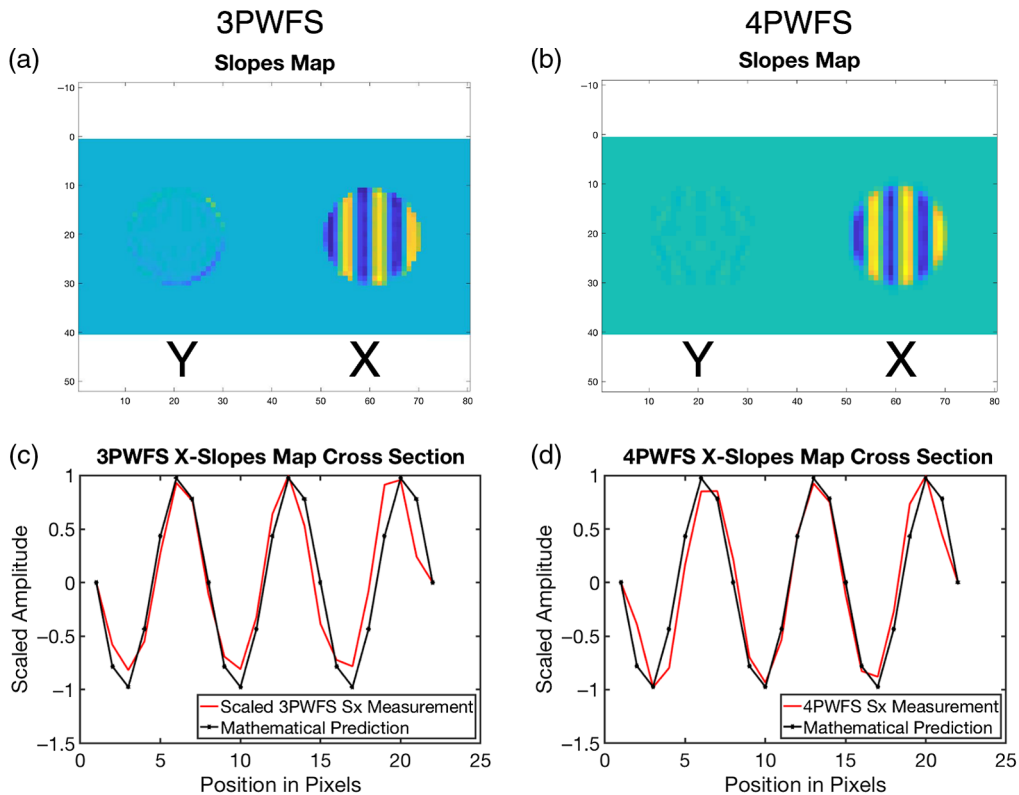 3PWFS
4PWFS
(a)
Slopes Map
−10
0
10
20
30
40
50
10 20 30 40 50 60 70 80
Y X
(b)
Slopes Map
−10
0
10
20
30
40
50
10 20 30 40 50 60 70 80
Y X
(c)
3PWFS X-Slopes Map Cross Section
Scaled Amplitude
1
0.5
0
−0.5
−1
−1.5
0 5 10 15 20 25
Position in Pixels
Scaled 3PWFS Sx Measurement
Mathematical Prediction
(d)
4PWFS X-Slopes Map Cross Section
Scaled Amplitude
1
0.5
0
−0.5
−1
−1.5
0 5 10 15 20 25
Position in Pixels
4PWFS Sx Measurement
Mathematical Prediction